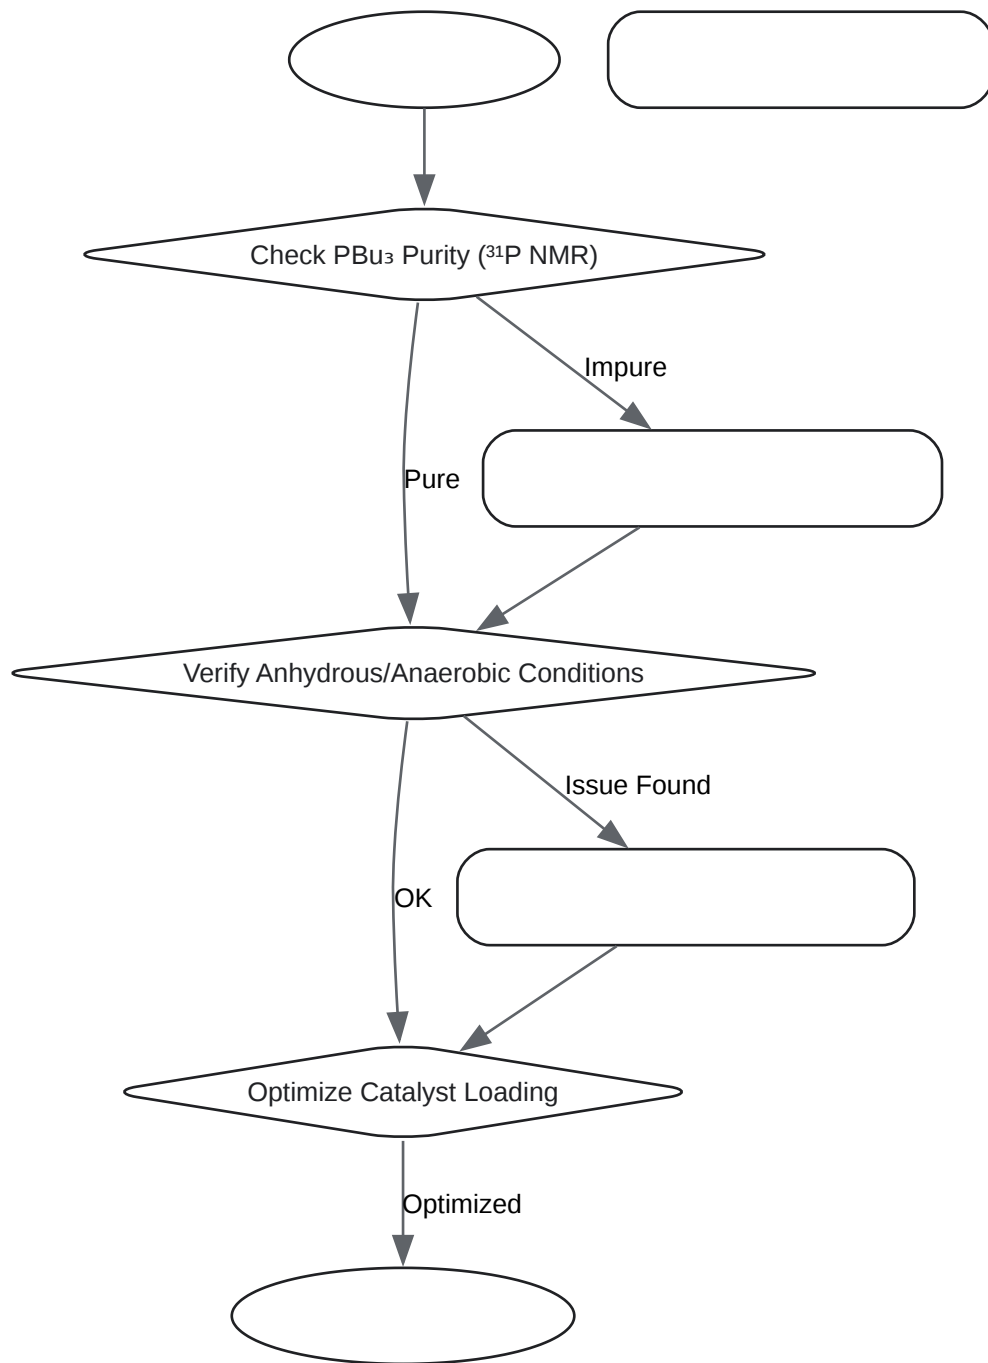 Check PBu₃ Purity (³¹P NMR)
Impure
Pure
Verify Anhydrous/Anaerobic Conditions
Issue Found
OK
Optimize Catalyst Loading
Optimized